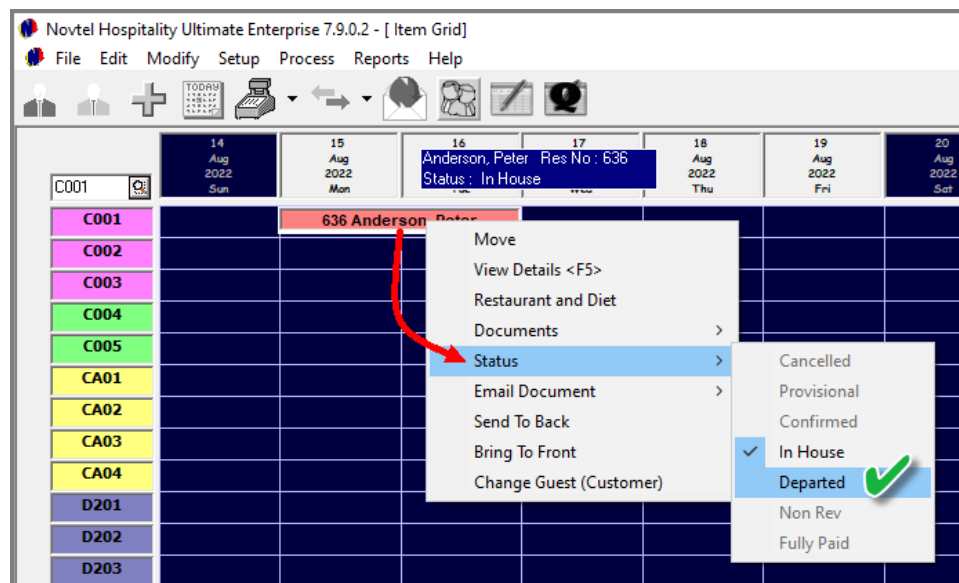 Novtel Hospitality Ultimate Enterprise 7.9.0.2 - [ Item Grid]
File Edit Modify Setup Process Reports Help
TODAY
14 Aug 2022 Sun
15 Aug 2022 Mon
16
17
18 Aug 2022 Thu
19 Aug 2022 Fri
20 Aug 2022 Sat
Anderson, Peter Res No : 636
Status : In House
C001
C001
636 Anderson, Peter
C002
C003
C004
C005
CA01
CA02
CA03
CA04
D201
D202
D203
Move
View Details <F5>
Restaurant and Diet
Documents
Status
Email Document
Send To Back
Bring To Front
Change Guest (Customer)
Cancelled
Provisional
Confirmed
In House
Departed
Non Rev
Fully Paid